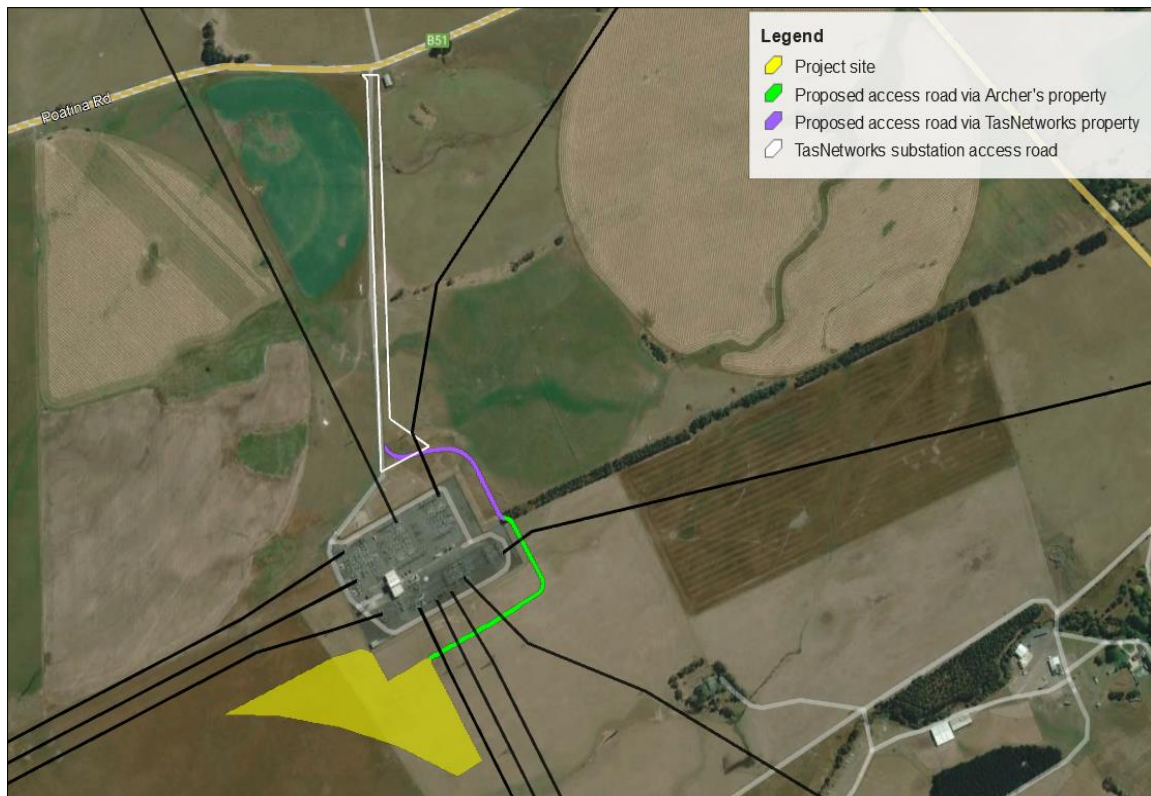 B51
Poatina Rd
Legend
Project site
Proposed access road via Archer's property
Proposed access road via TasNetworks property
TasNetworks substation access road